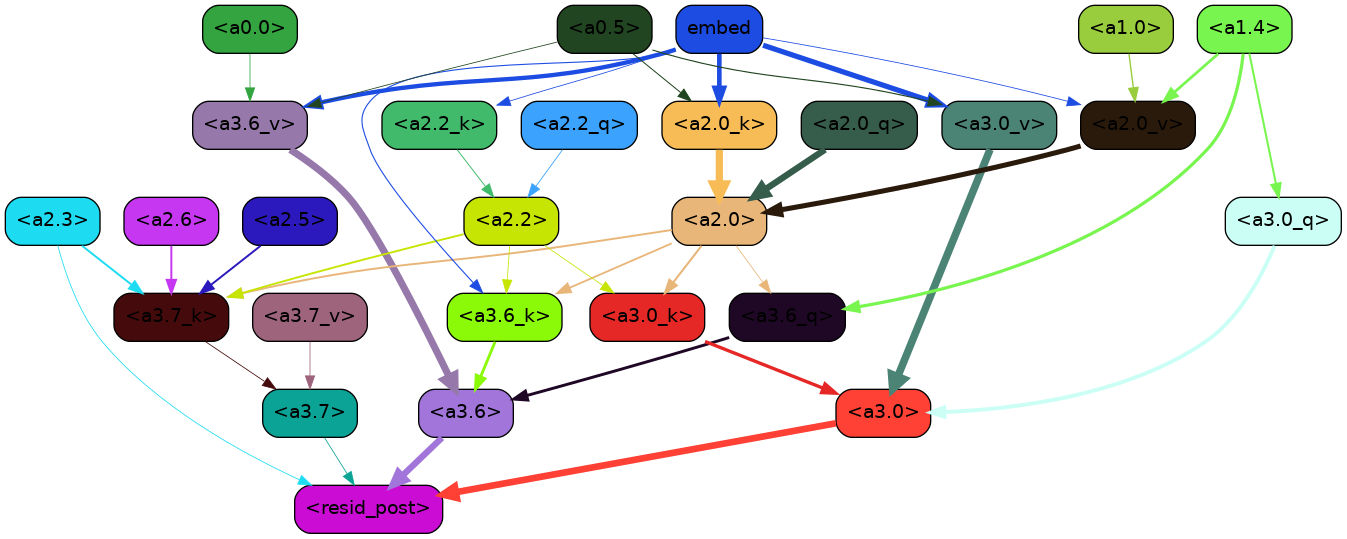 <a0.0> <a0.5> embed <a1.0> <a1.4>
<a3.6_v> <a2.2_k> <a2.2_q> <a2.0_k> <a2.0_q> <a3.0_v> <a2.0_v>
<a2.3> <a2.6> <a2.5> <a2.2> <a2.0> <a3.0_q>
<a3.7_k> <a3.7_v> <a3.6_k> <a3.0_k> <a3.6_q>
<a3.7> <a3.6> <a3.0>
<resid_post>